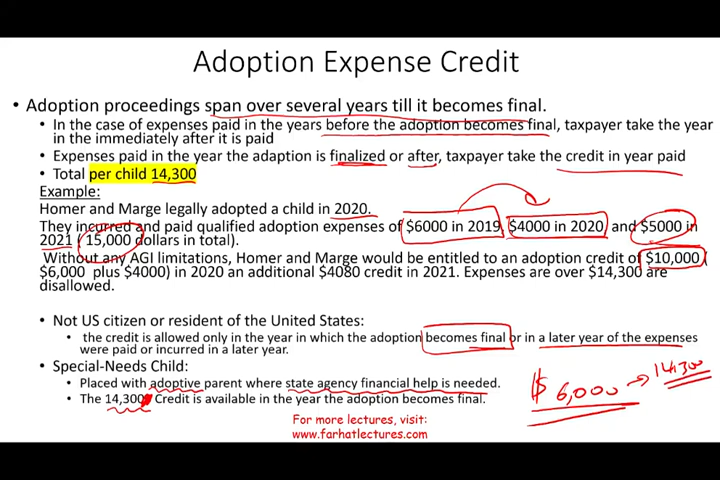 Adoption Expense Credit
• Adoption proceedings span over several years till it becomes final.
• In the case of expenses paid in the years before the adoption becomes final, taxpayer take the year
in the immediately after it is paid
• Expenses paid in the year the adaption is finalized or after, taxpayer take the credit in year paid
• Total per child 14,300
Example:
Homer and Marge legally adopted a child in 2020.
They incurred and paid qualified adoption expenses of $6000 in 2019, $4000 in 2020 and $5000 in
2021 (15,000 dollars in total).
Without any AGI limitations, Homer and Marge would be entitled to an adoption credit of $10,000 (
$6,000 plus $4000) in 2020 an additional $4080 credit in 2021. Expenses are over $14,300 are
disallowed.
Not US citizen or resident of the United States:
• the credit is allowed only in the year in which the adoption becomes final or in a later year of the expenses
were paid or incurred in a later year.
• Special-Needs Child:
• Placed with adoptive parent where state agency financial help is needed.
• The 14,300 Credit is available in the year the adoption becomes final.
$ 6,000 → 14,300
For more lectures, visit:
www.farhatlectures.com